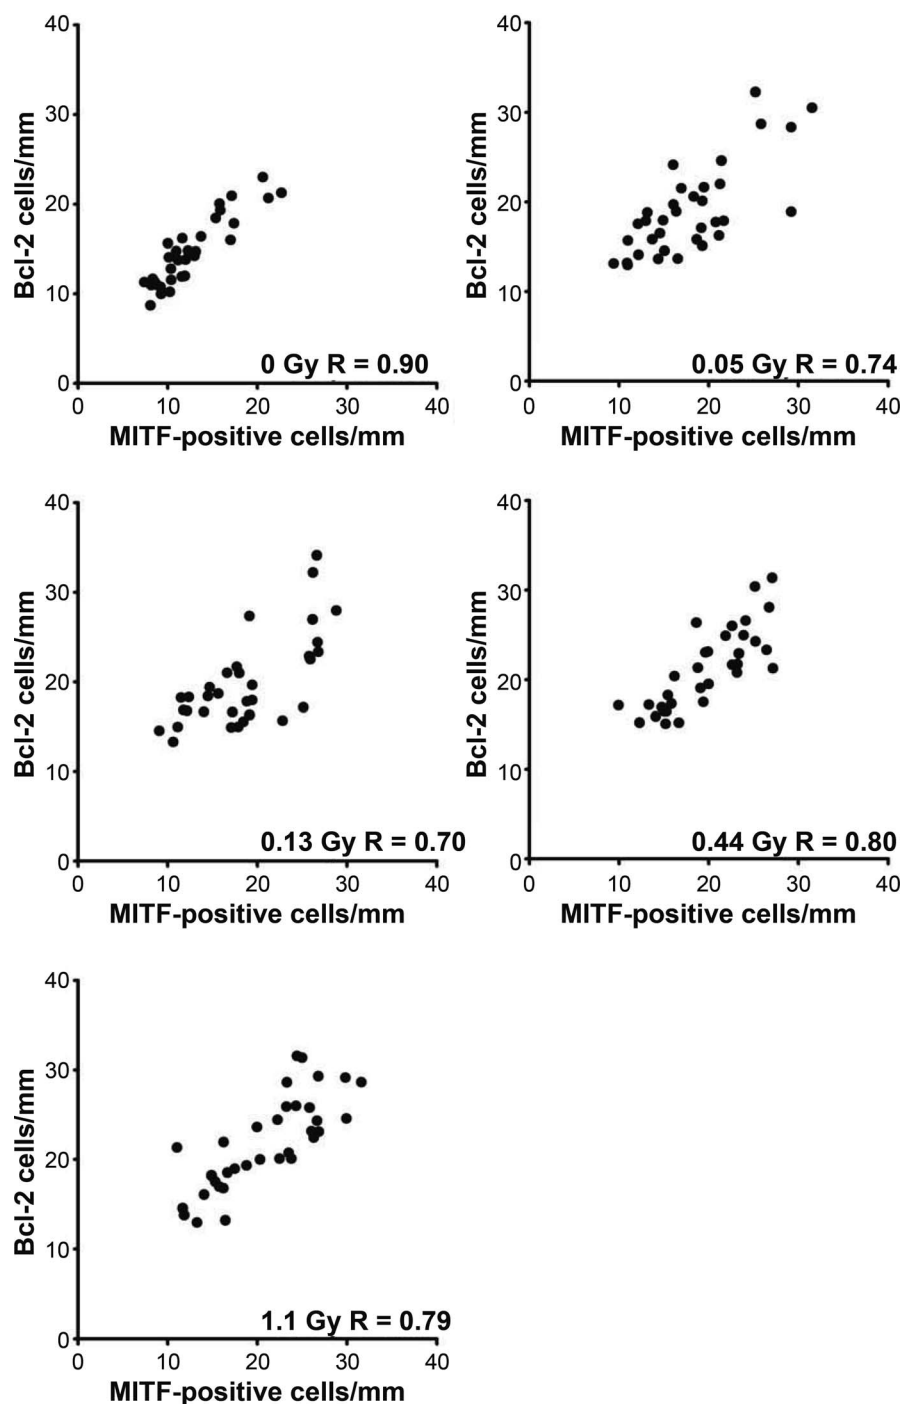 40
30
20
10
0
Bcl-2 cells/mm
0 Gy R = 0.90
0 10 20 30 40
MITF-positive cells/mm
40
30
20
10
0
Bcl-2 cells/mm
0.05 Gy R = 0.74
0 10 20 30 40
MITF-positive cells/mm
40
30
20
10
0
Bcl-2 cells/mm
0.13 Gy R = 0.70
0 10 20 30 40
MITF-positive cells/mm
40
30
20
10
0
Bcl-2 cells/mm
0.44 Gy R = 0.80
0 10 20 30 40
MITF-positive cells/mm
40
30
20
10
0
Bcl-2 cells/mm
1.1 Gy R = 0.79
0 10 20 30 40
MITF-positive cells/mm